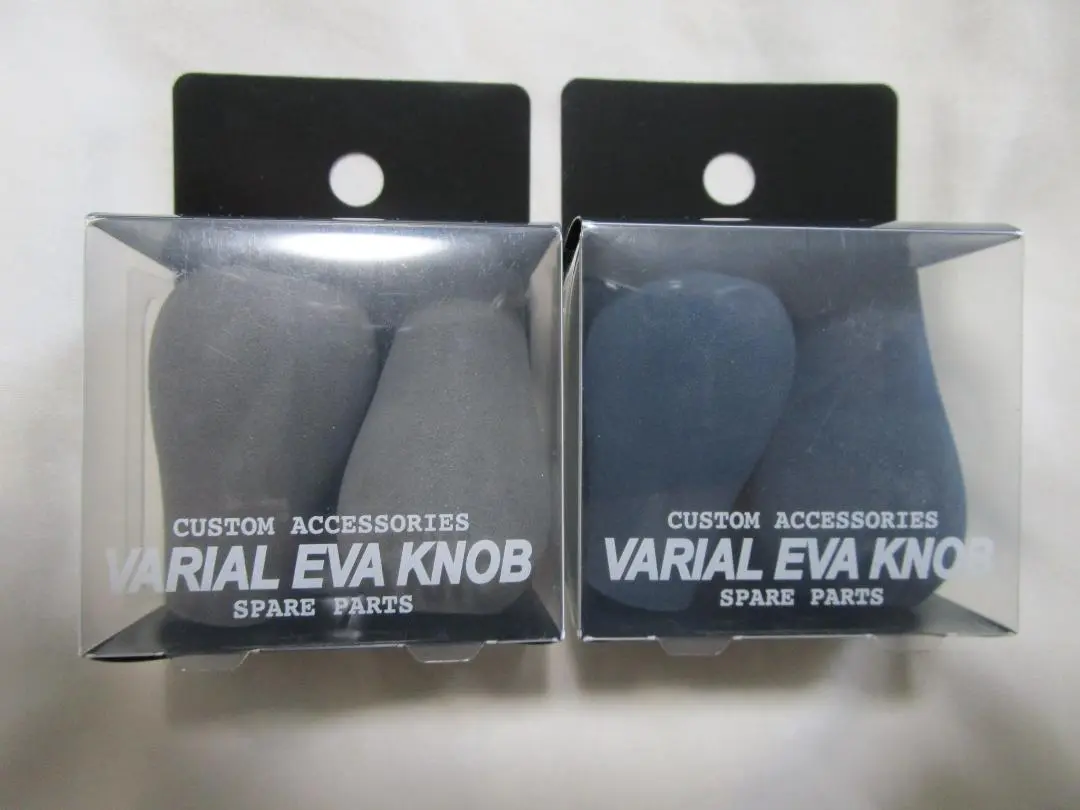 CUSTOM ACCESSORIES
VARIAL EVA KNOB
SPARE PARTS
CUSTOM ACCESSORIES
VARIAL EVA KNOB
SPARE PARTS